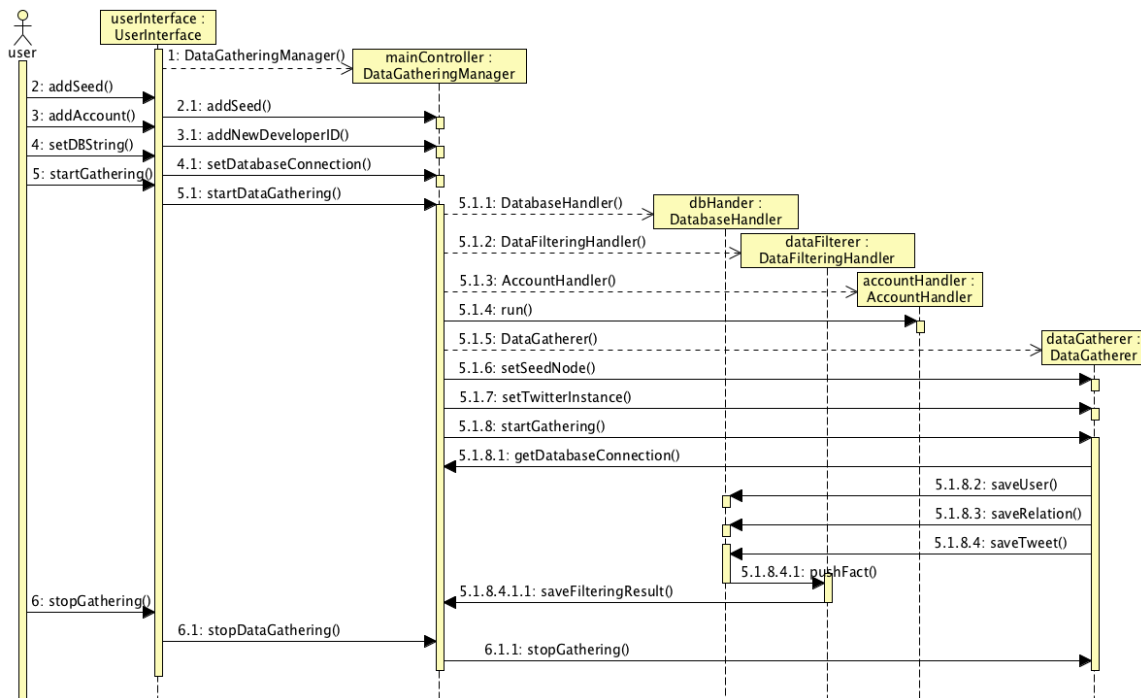 userInterface :
UserInterface
user
1: DataGatheringManager()
mainController :
DataGatheringManager
2: addSeed()
2.1: addSeed()
3: addAccount()
3.1: addNewDeveloperID()
4: setDBString()
4.1: setDatabaseConnection()
5: startGathering()
5.1: startDataGathering()
5.1.1: DatabaseHandler()
dbHander :
DatabaseHandler
5.1.2: DataFilteringHandler()
dataFilterer :
DataFilteringHandler
5.1.3: AccountHandler()
accountHandler :
AccountHandler
5.1.4: run()
5.1.5: DataGatherer()
dataGatherer :
DataGatherer
5.1.6: setSeedNode()
5.1.7: setTwitterInstance()
5.1.8: startGathering()
5.1.8.1: getDatabaseConnection()
5.1.8.2: saveUser()
5.1.8.3: saveRelation()
5.1.8.4: saveTweet()
5.1.8.4.1: pushFact()
5.1.8.4.1.1: saveFilteringResult()
6: stopGathering()
6.1: stopDataGathering()
6.1.1: stopGathering()